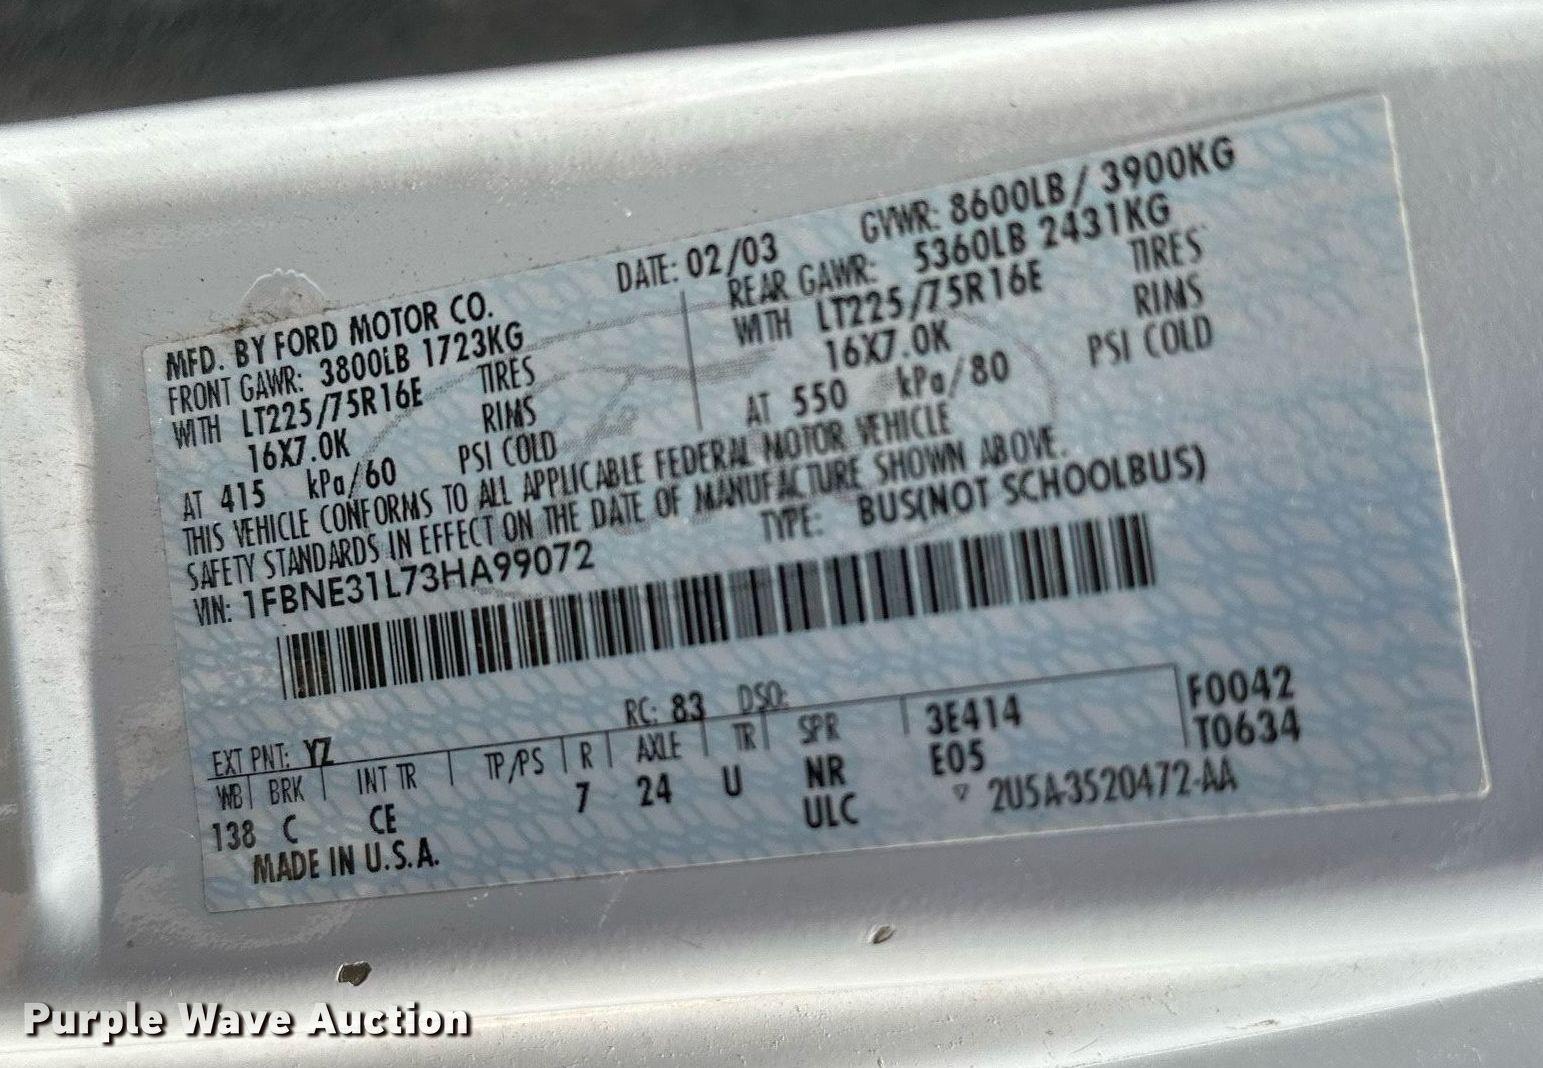 MFD. BY FORD MOTOR CO. DATE: 02/03 GVWR: 8600LB / 3900KG
FRONT GAWR: 3800LB 1723KG REAR GAWR: 5360LB 2431KG
WITH LT225/75R16E TIRES WITH LT225/75R16E TIRES
16X7.0K RIMS 16X7.0K RIMS
AT 415 kPa/60 PSI COLD AT 550 kPa/80 PSI COLD
THIS VEHICLE CONFORMS TO ALL APPLICABLE FEDERAL MOTOR VEHICLE
SAFETY STANDARDS IN EFFECT ON THE DATE OF MANUFACTURE SHOWN ABOVE.
VIN: 1FBNE31L73HA99072 TYPE: BUS(NOT SCHOOLBUS)
EXT PNT: YZ RC: 83 DSO: F0042
WB BRK INT TR TP/PS R AXLE TR SPR 3E414 T0634
138 C CE 7 24 U NR E05
ULC ▽ 2U5A-3520472-AA
MADE IN U.S.A.
Purple Wave Auction